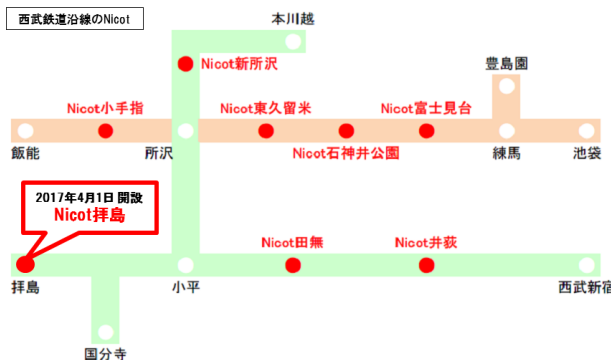 西武鉄道沿線のNicot
本川越
Nicot新所沢
豊島園
Nicot小手指
Nicot東久留米
Nicot富士見台
飯能
所沢
Nicot石神井公園
練馬
池袋
2017年4月1日 開設
Nicot拝島
Nicot田無
Nicot井荻
拝島
小平
西武新宿
国分寺